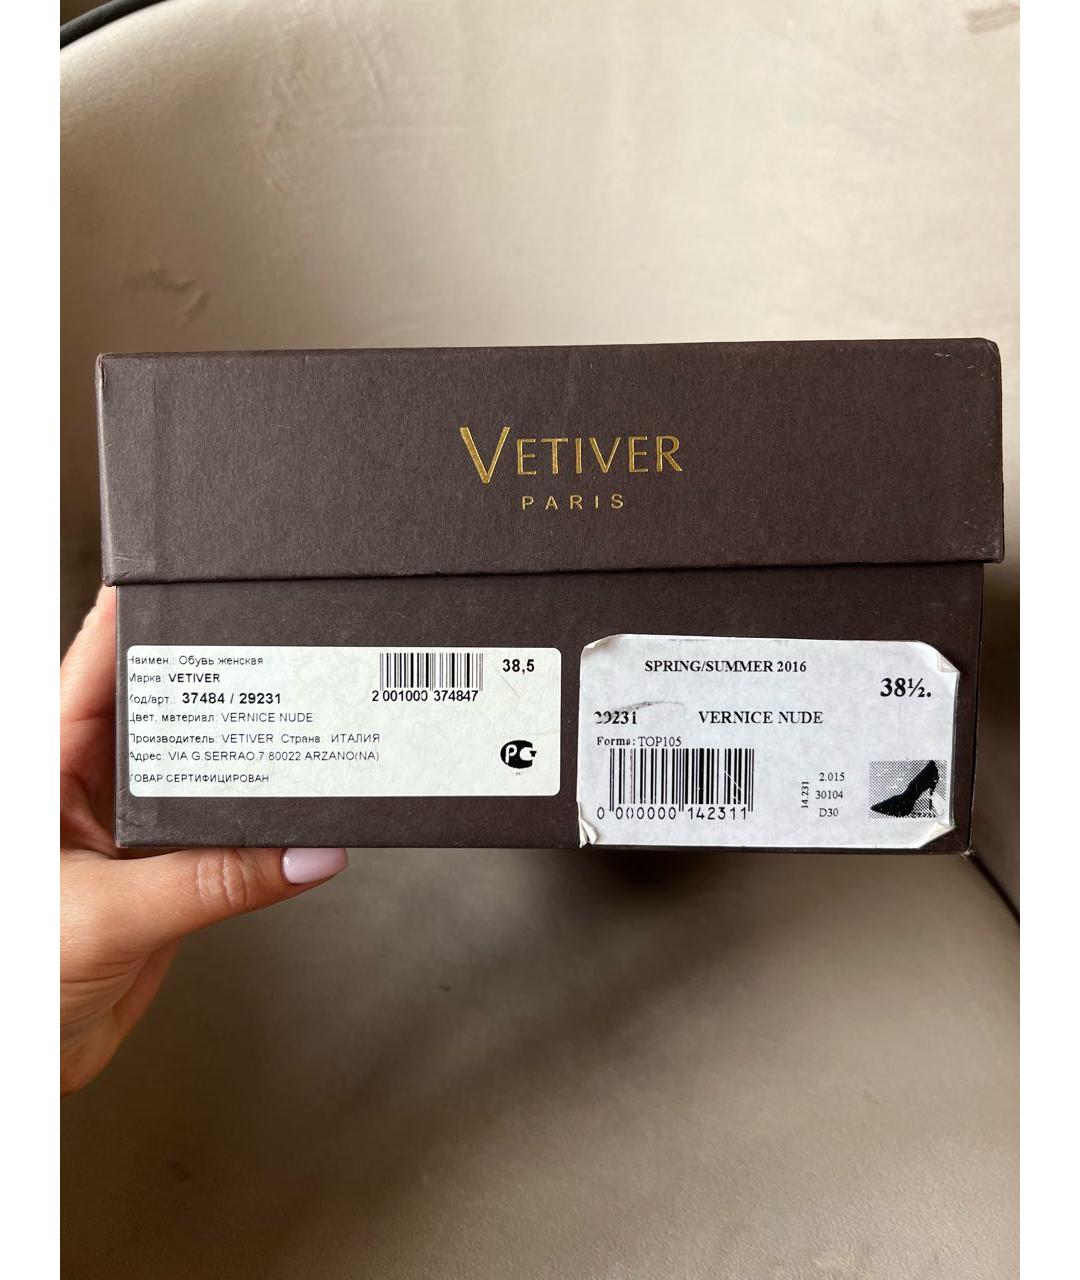 VETIVER
PARIS
Наимен.: Обувь женская
Марка: VETIVER
Код/арт.: 37484 / 29231
Цвет, материал: VERNICE NUDE
Производитель: VETIVER Страна: ИТАЛИЯ
Адрес: VIA G.SERRAO 7 80022 ARZANO(NA)
ТОВАР СЕРТИФИЦИРОВАН
2 001000 374847
38,5
РС
SPRING/SUMMER 2016
38½.
29231 VERNICE NUDE
Forma: TOP105
0 000000 142311
14.231
2.015
30104
D30